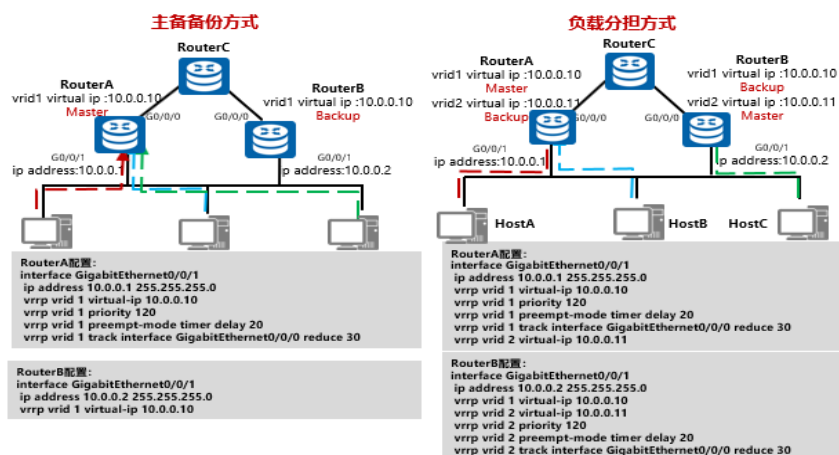 主备备份方式
RouterC
RouterA
vrid1 virtual ip :10.0.0.10
Master
RouterB
vrid1 virtual ip :10.0.0.10
Backup
G0/0/0
G0/0/0
G0/0/1
ip address:10.0.0.1
G0/0/1
ip address:10.0.0.2
RouterA配置:
interface GigabitEthernet0/0/1
ip address 10.0.0.1 255.255.255.0
vrrp vrid 1 virtual-ip 10.0.0.10
vrrp vrid 1 priority 120
vrrp vrid 1 preempt-mode timer delay 20
vrrp vrid 1 track interface GigabitEthernet0/0/0 reduce 30
RouterB配置:
interface GigabitEthernet0/0/1
ip address 10.0.0.2 255.255.255.0
vrrp vrid 1 virtual-ip 10.0.0.10
负载分担方式
RouterC
RouterA
vrid1 virtual ip :10.0.0.10
Master
vrid2 virtual ip :10.0.0.11
Backup
RouterB
vrid1 virtual ip :10.0.0.10
Backup
vrid2 virtual ip :10.0.0.11
Master
G0/0/0
G0/0/0
G0/0/1
ip address:10.0.0.1
G0/0/1
ip address:10.0.0.2
HostA
HostB
HostC
RouterA配置:
interface GigabitEthernet0/0/1
ip address 10.0.0.1 255.255.255.0
vrrp vrid 1 virtual-ip 10.0.0.10
vrrp vrid 1 priority 120
vrrp vrid 1 preempt-mode timer delay 20
vrrp vrid 1 track interface GigabitEthernet0/0/0 reduce 30
vrrp vrid 2 virtual-ip 10.0.0.11
RouterB配置:
interface GigabitEthernet0/0/1
ip address 10.0.0.2 255.255.255.0
vrrp vrid 1 virtual-ip 10.0.0.10
vrrp vrid 2 virtual-ip 10.0.0.11
vrrp vrid 2 priority 120
vrrp vrid 2 preempt-mode timer delay 20
vrrp vrid 2 track interface GigabitEthernet0/0/0 reduce 30